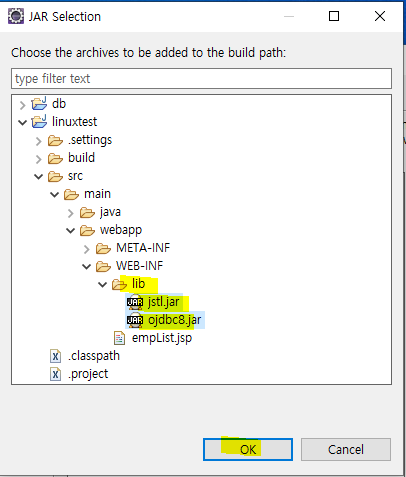 JAR Selection
Choose the archives to be added to the build path:
type filter text
db
linuxtest
.settings
build
src
main
java
webapp
META-INF
WEB-INF
lib
jstl.jar
ojdbc8.jar
empList.jsp
.classpath
.project
OK Cancel